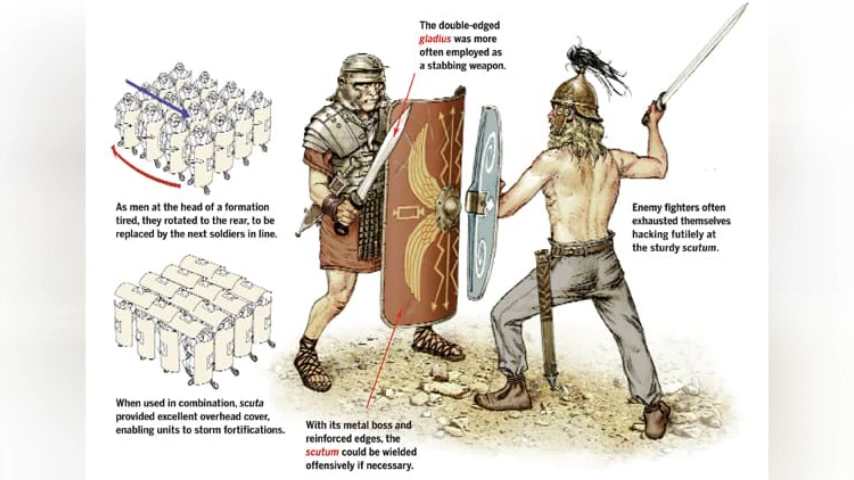 The double-edged
gladius was more
often employed as
a stabbing weapon.
As men at the head of a formation
tired, they rotated to the rear, to be
replaced by the next soldiers in line.
Enemy fighters often
exhausted themselves
hacking futilely at
the sturdy scutum.
When used in combination, scuta
provided excellent overhead cover,
enabling units to storm fortifications.
With its metal boss and
reinforced edges, the
scutum could be wielded
offensively if necessary.